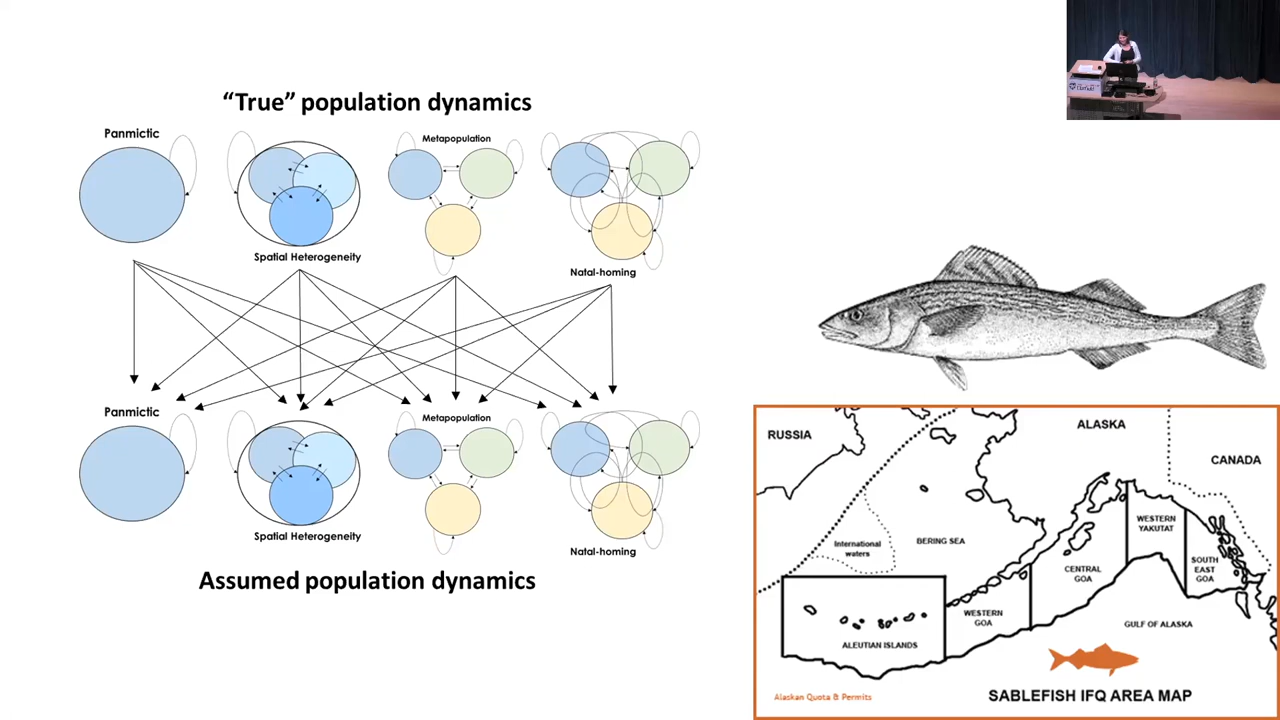 “True” population dynamics
Panmictic
Metapopulation
Spatial Heterogeneity
Natal-homing
Panmictic
Metapopulation
Spatial Heterogeneity
Natal-homing
Assumed population dynamics
RUSSIA
ALASKA
CANADA
International
waters
BERING SEA
WESTERN
YAKUTAT
SOUTH
EAST
GOA
CENTRAL
GOA
WESTERN
GOA
ALEUTIAN ISLANDS
GULF OF ALASKA
Alaskan Quota & Permits
SABLEFISH IFQ AREA MAP